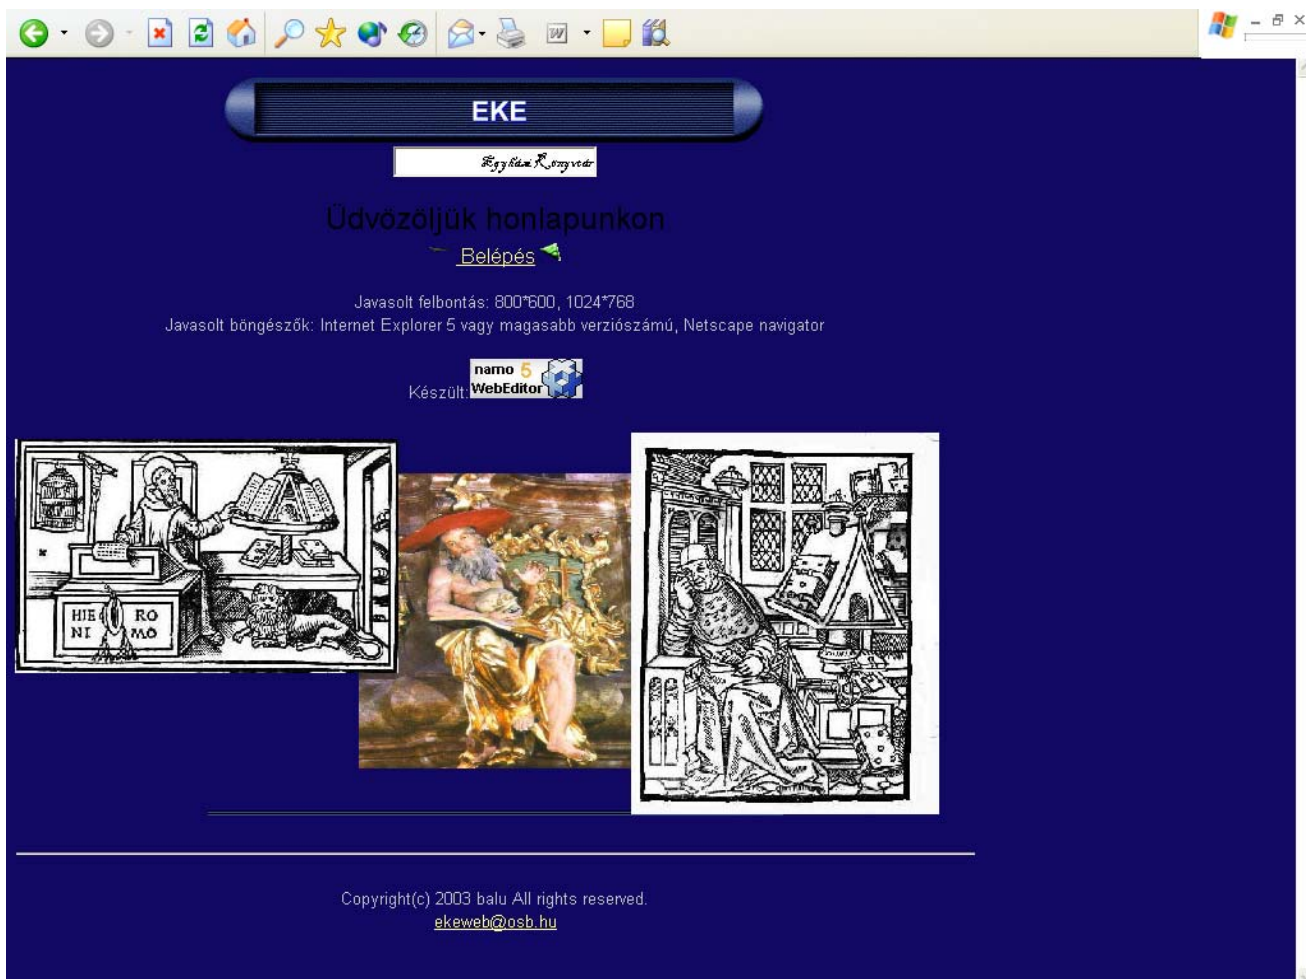 EKE
Egyházi Könyvtár
Üdvözöljük honlapunkon
Belépés
Javasolt felbontás: 800*600, 1024*768
Javasolt böngészők: Internet Explorer 5 vagy magasabb verziószámú, Netscape navigator
namo 5
Készült: WebEditor
HIE RO
NI MO
Copyright(c) 2003 balu All rights reserved.
ekeweb@osb.hu